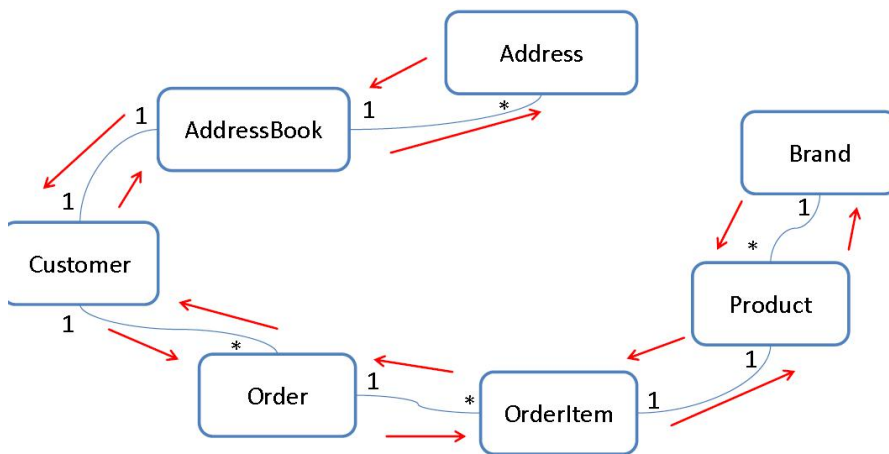 Address
1
AddressBook
1
*
Brand
1
1
*
Customer
Product
1
*
1
Order
1
*
OrderItem
1